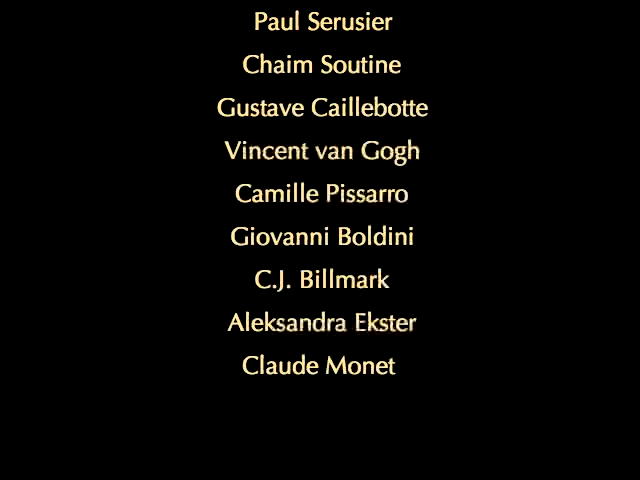 Paul Serusier
Chaim Soutine
Gustave Caillebotte
Vincent van Gogh
Camille Pissarro
Giovanni Boldini
C.J. Billmark
Aleksandra Ekster
Claude Monet